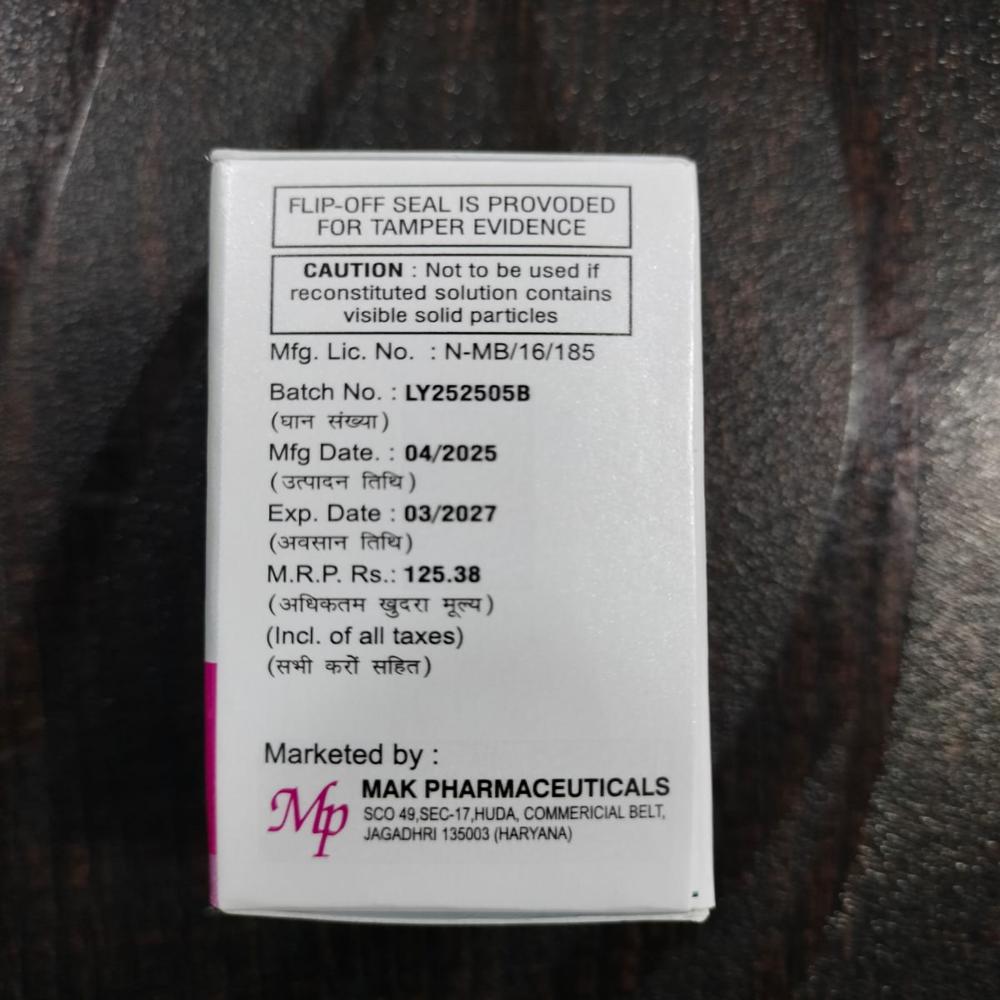 FLIP-OFF SEAL IS PROVODED
FOR TAMPER EVIDENCE
CAUTION : Not to be used if
reconstituted solution contains
visible solid particles
Mfg. Lic. No. : N-MB/16/185
Batch No. : LY252505B
(घान संख्या)
Mfg Date. : 04/2025
(उत्पादन तिथि)
Exp. Date : 03/2027
(अवसान तिथि)
M.R.P. Rs.: 125.38
(अधिकतम खुदरा मूल्य)
(Incl. of all taxes)
(सभी करों सहित)
Marketed by :
Mp
MAK PHARMACEUTICALS
SCO 49,SEC-17,HUDA, COMMERICIAL BELT,
JAGADHRI 135003 (HARYANA)